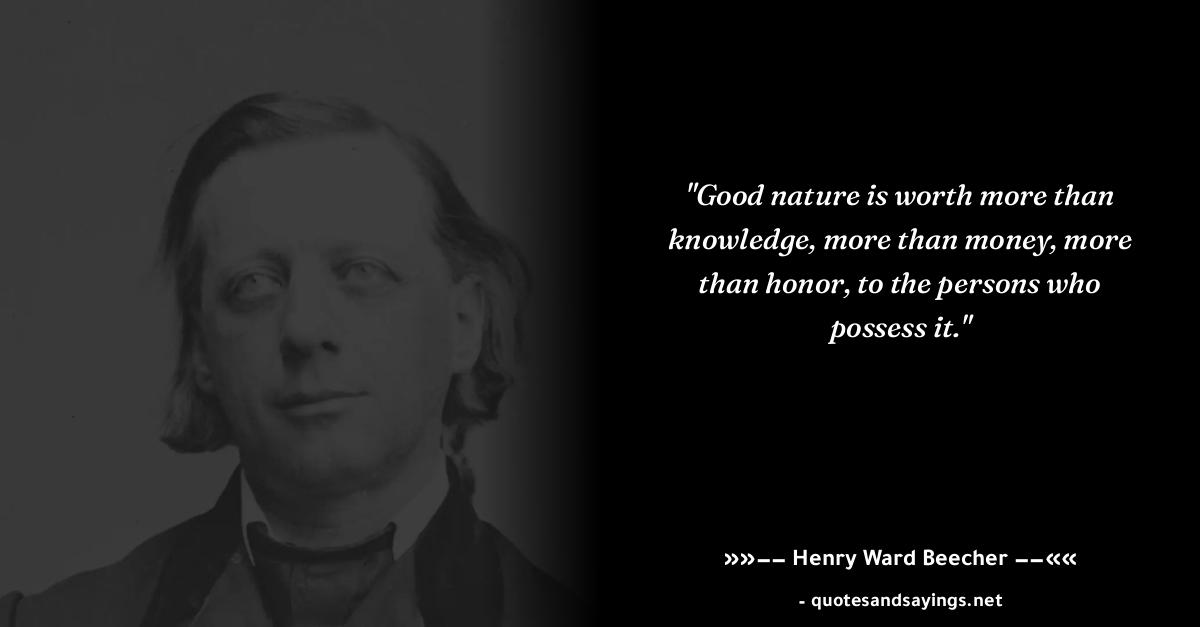 "Good nature is worth more than
knowledge, more than money, more
than honor, to the persons who
possess it."
»»−− Henry Ward Beecher −−««
- quotesandsayings.net